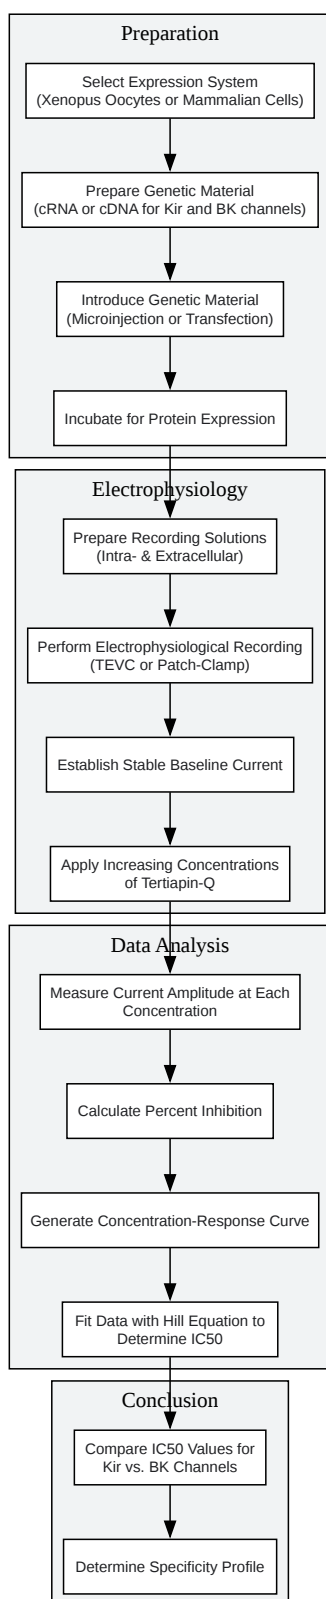 Preparation
Select Expression System
(Xenopus Oocytes or Mammalian Cells)
Prepare Genetic Material
(cRNA or cDNA for Kir and BK channels)
Introduce Genetic Material
(Microinjection or Transfection)
Incubate for Protein Expression
Electrophysiology
Prepare Recording Solutions
(Intra- & Extracellular)
Perform Electrophysiological Recording
(TEVC or Patch-Clamp)
Establish Stable Baseline Current
Apply Increasing Concentrations
of Tertiapin-Q
Data Analysis
Measure Current Amplitude at Each
Concentration
Calculate Percent Inhibition
Generate Concentration-Response Curve
Fit Data with Hill Equation to
Determine IC50
Conclusion
Compare IC50 Values for
Kir vs. BK Channels
Determine Specificity Profile